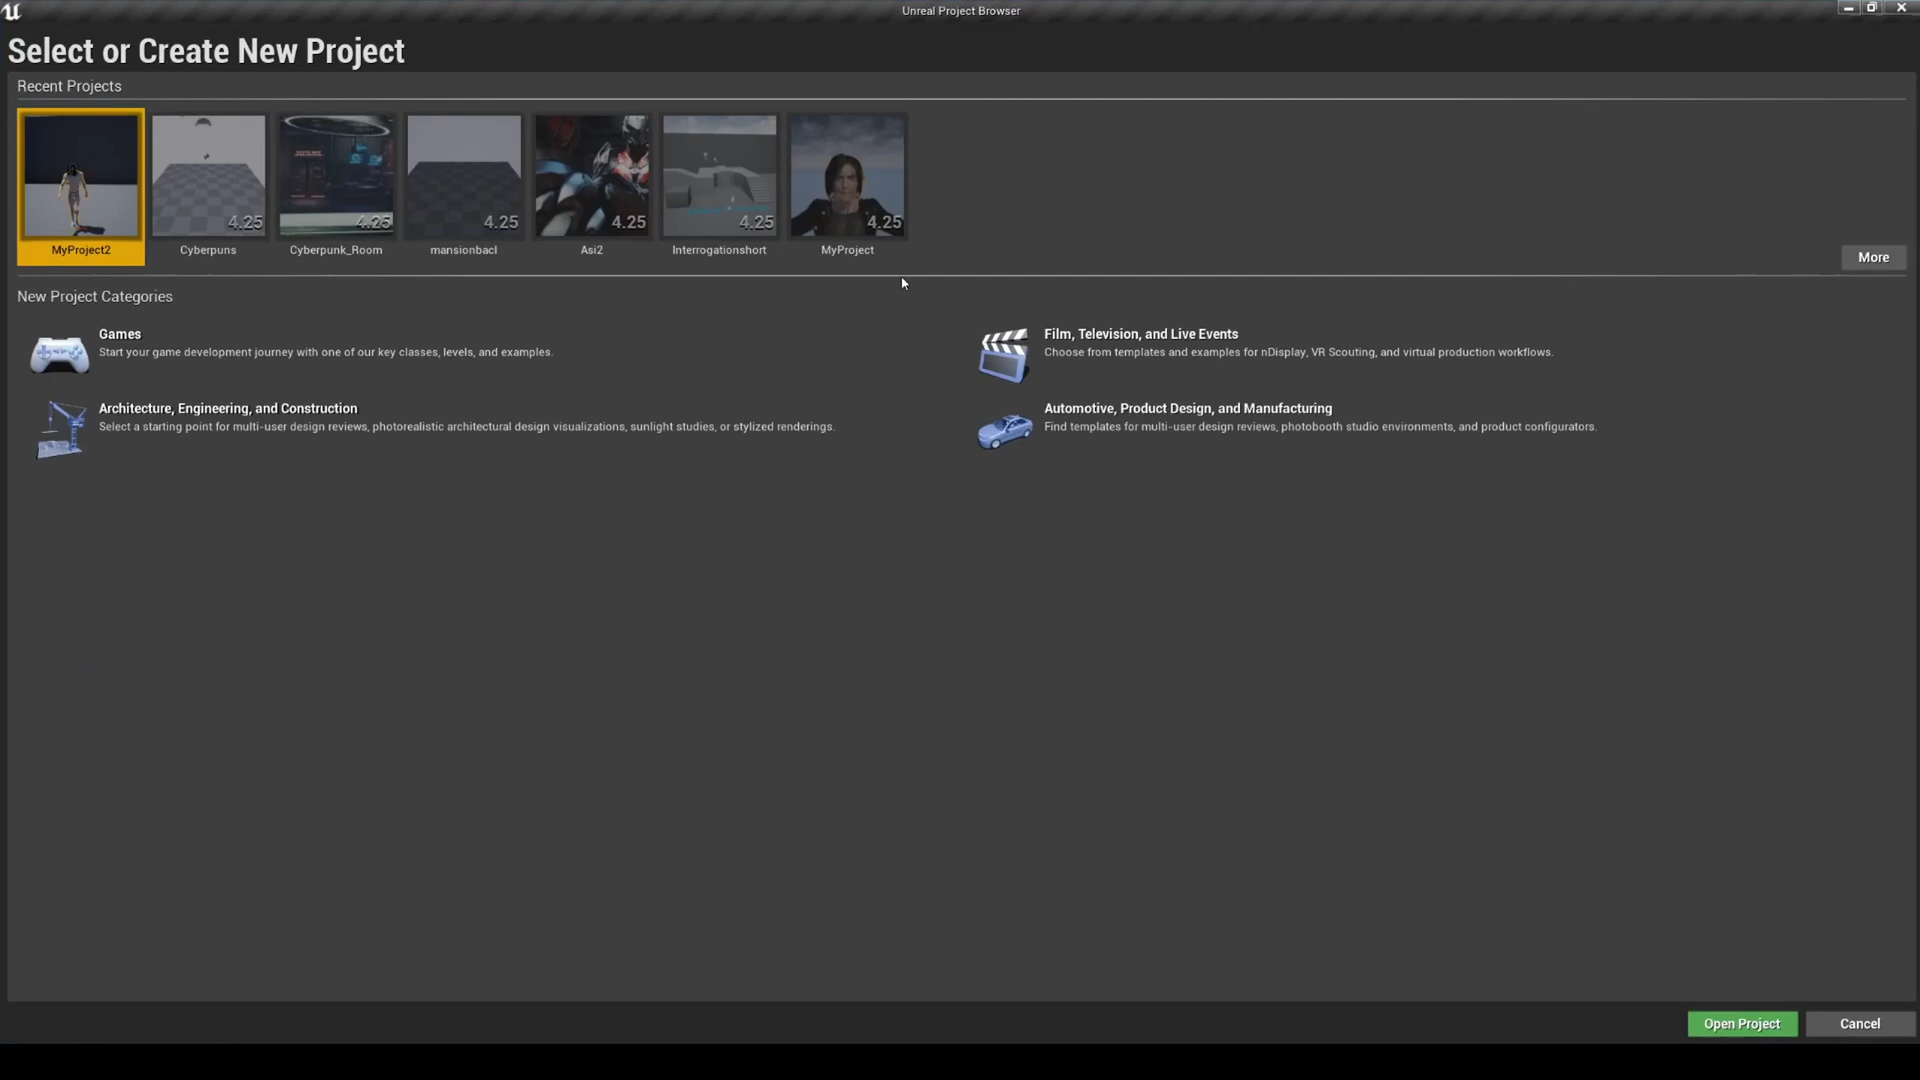 Unreal Project Browser
Select or Create New Project
Recent Projects
4.25
4.25
4.25
4.25
4.25
4.25
MyProject2
Cyberpuns
Cyberpunk_Room
mansionbacl
Asi2
Interrogationshort
MyProject
More
New Project Categories
Games
Start your game development journey with one of our key classes, levels, and examples.
Film, Television, and Live Events
Choose from templates and examples for nDisplay, VR Scouting, and virtual production workflows.
Architecture, Engineering, and Construction
Select a starting point for multi-user design reviews, photorealistic architectural design visualizations, sunlight studies, or stylized renderings.
Automotive, Product Design, and Manufacturing
Find templates for multi-user design reviews, photobooth studio environments, and product configurators.
Open Project
Cancel